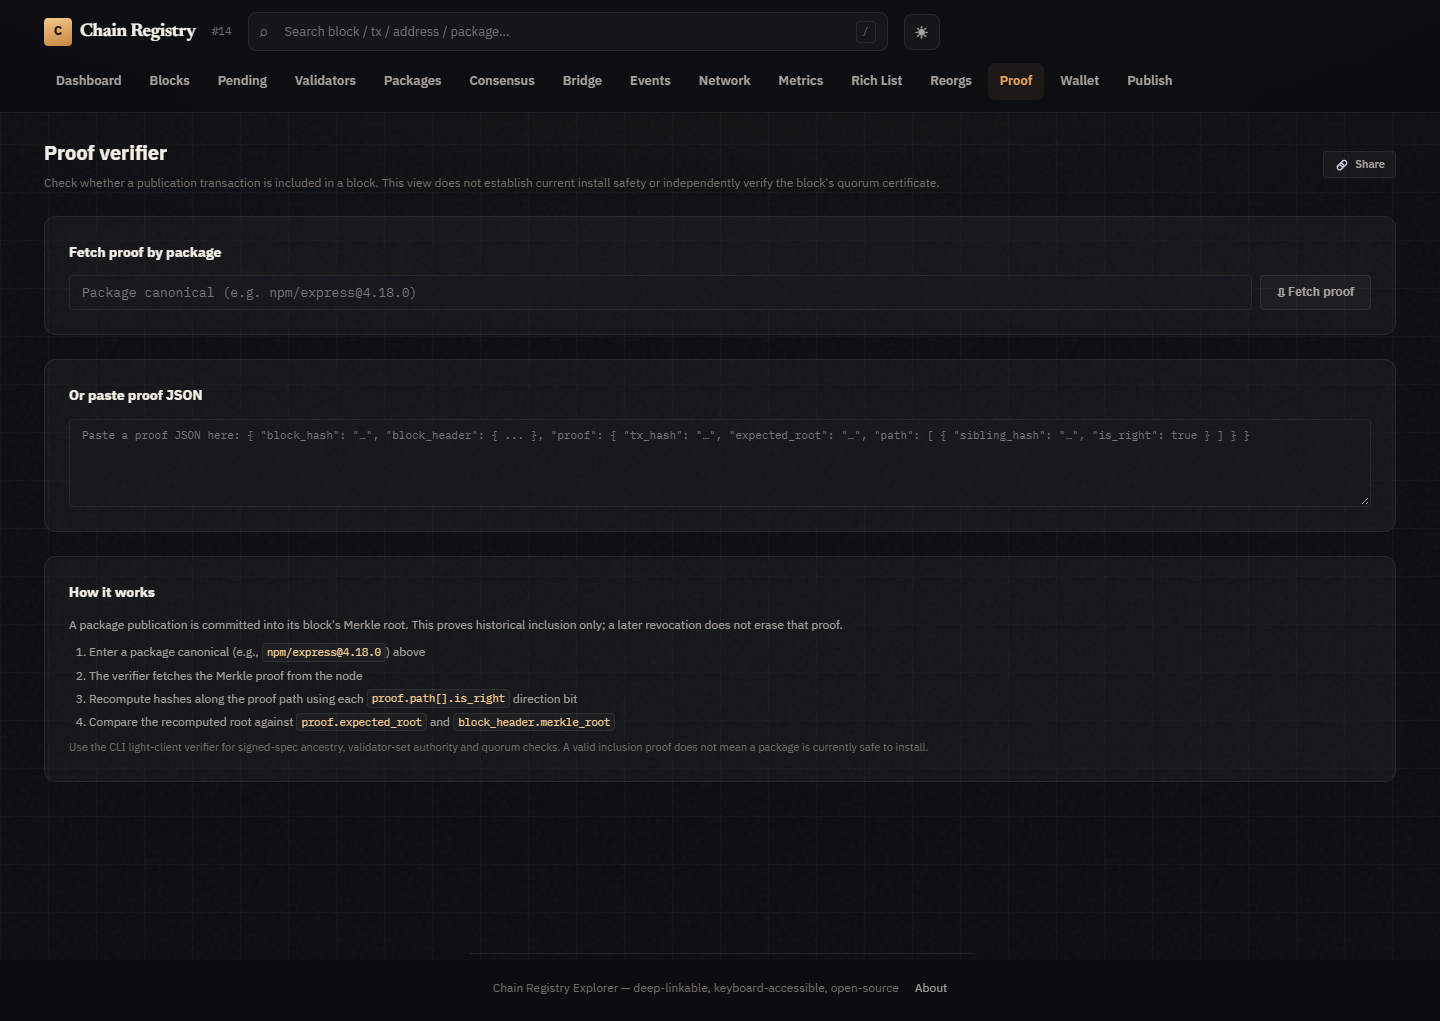 C Chain Registry #14 Search block / tx / address / package... /
Dashboard Blocks Pending Validators Packages Consensus Bridge Events Network Metrics Rich List Reorgs Proof Wallet Publish
Proof verifier
Share
Check whether a publication transaction is included in a block. This view does not establish current install safety or independently verify the block's quorum certificate.
Fetch proof by package
Package canonical (e.g. npm/express@4.18.0)
⇩ Fetch proof
Or paste proof JSON
Paste a proof JSON here: { "block_hash": "…", "block_header": { ... }, "proof": { "tx_hash": "…", "expected_root": "…", "path": [ { "sibling_hash": "…", "is_right": true } ] } }
How it works
A package publication is committed into its block's Merkle root. This proves historical inclusion only; a later revocation does not erase that proof.
1. Enter a package canonical (e.g., npm/express@4.18.0) above
2. The verifier fetches the Merkle proof from the node
3. Recompute hashes along the proof path using each proof.path[].is_right direction bit
4. Compare the recomputed root against proof.expected_root and block_header.merkle_root
Use the CLI light-client verifier for signed-spec ancestry, validator-set authority and quorum checks. A valid inclusion proof does not mean a package is currently safe to install.
Chain Registry Explorer — deep-linkable, keyboard-accessible, open-source About